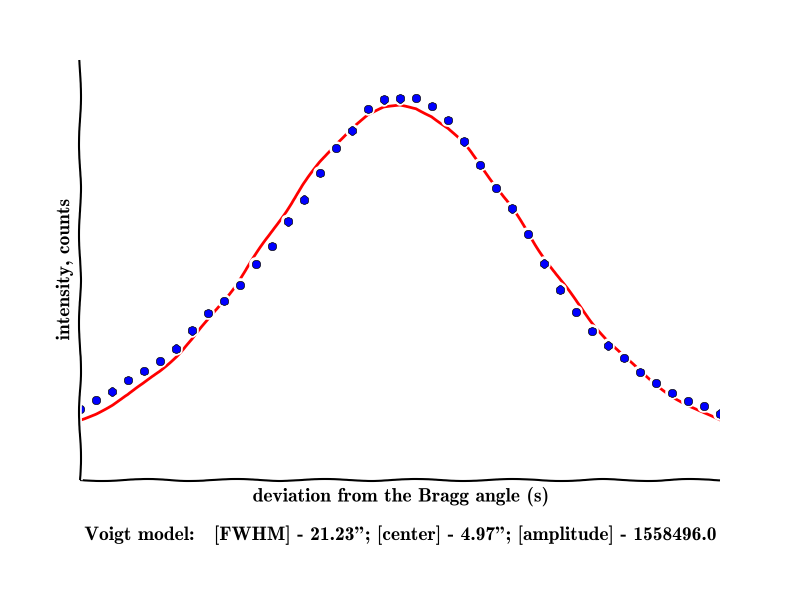 intensity, counts
deviation from the Bragg angle (s)
Voigt model: [FWHM] - 21.23”; [center] - 4.97”; [amplitude] - 1558496.0